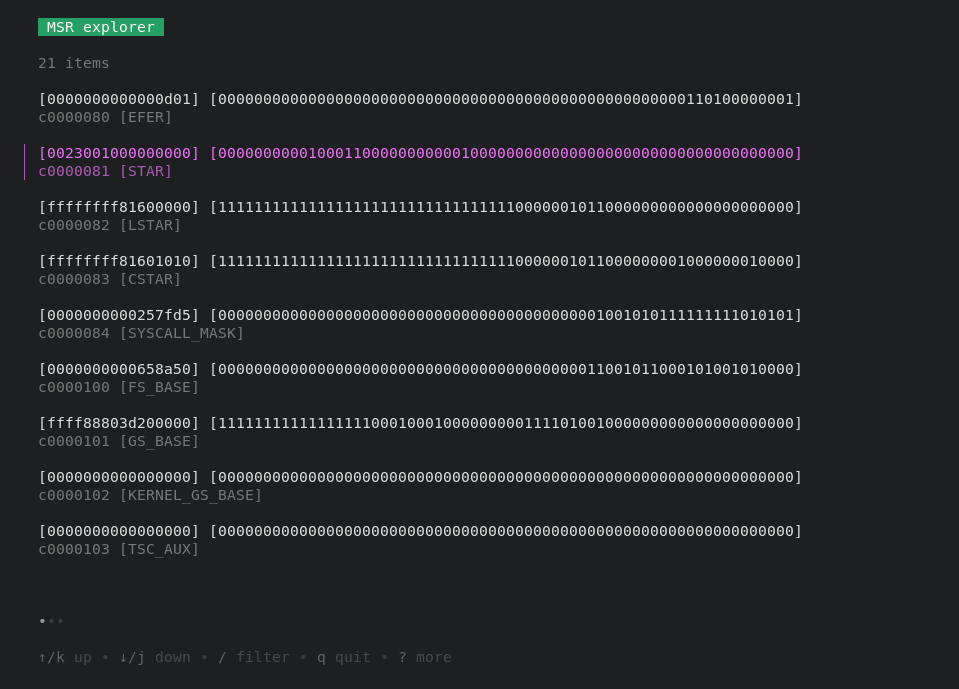 MSR explorer
21 items
[0000000000000d01] [0000000000000000000000000000000000000000000000000000110100000001]
c0000080 [EFER]
[0023001000000000] [0000000000100011000000000001000000000000000000000000000000000000]
c0000081 [STAR]
[ffffffff81600000] [1111111111111111111111111111111110000001011000000000000000000000]
c0000082 [LSTAR]
[ffffffff81601010] [1111111111111111111111111111111110000001011000000001000000010000]
c0000083 [CSTAR]
[0000000000257fd5] [0000000000000000000000000000000000000000001001010111111111010101]
c0000084 [SYSCALL_MASK]
[0000000000658a50] [0000000000000000000000000000000000000000011001011000101001010000]
c0000100 [FS_BASE]
[ffff88803d200000] [1111111111111111100010001000000000111101001000000000000000000000]
c0000101 [GS_BASE]
[0000000000000000] [0000000000000000000000000000000000000000000000000000000000000000]
c0000102 [KERNEL_GS_BASE]
[0000000000000000] [0000000000000000000000000000000000000000000000000000000000000000]
c0000103 [TSC_AUX]
•••
↑/k up • ↓/j down • / filter • q quit • ? more